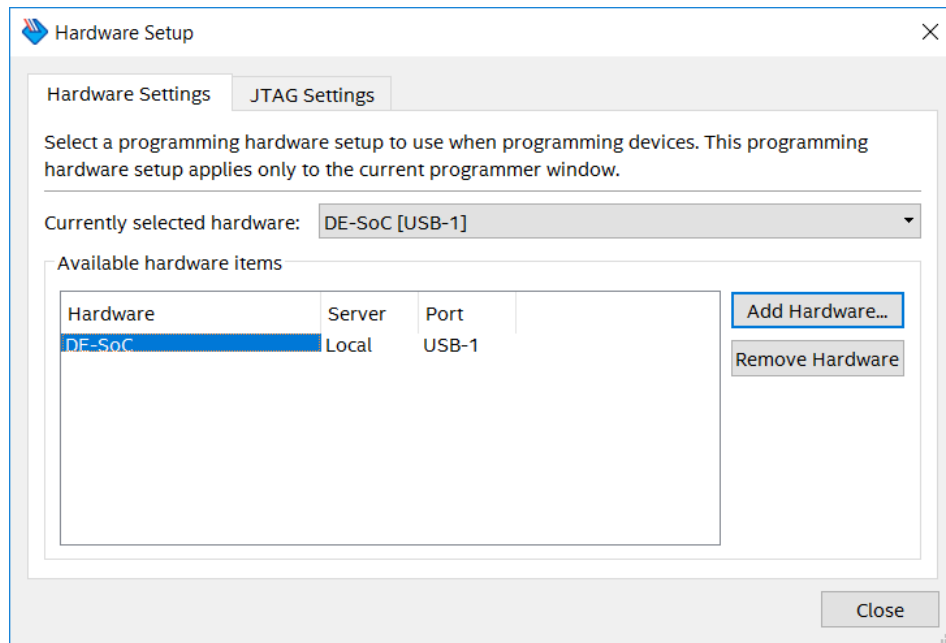 Hardware Setup
Hardware Settings
JTAG Settings
Select a programming hardware setup to use when programming devices. This programming
hardware setup applies only to the current programmer window.
Currently selected hardware: DE-SoC [USB-1]
Available hardware items
Hardware Server Port
DE-SoC Local USB-1
Add Hardware...
Remove Hardware
Close